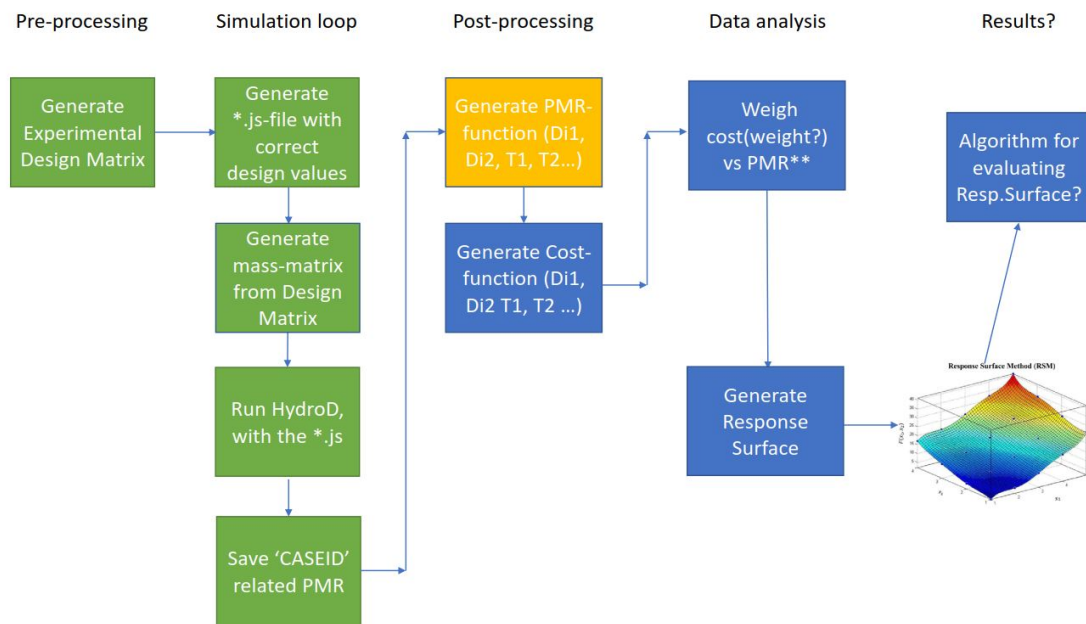 Pre-processing
Simulation loop
Post-processing
Data analysis
Results?
Generate
Experimental
Design Matrix
Generate
*.js-file with
correct
design values
Generate
mass-matrix
from Design
Matrix
Run HydroD,
with the *.js
Save ‘CASEID’
related PMR
Generate PMR-
function (Di1,
Di2, T1, T2...)
Generate Cost-
function (Di1,
Di2 T1, T2 ...)
Weigh
cost(weight?)
vs PMR**
Generate
Response
Surface
Algorithm for
evaluating
Resp.Surface?
Response Surface Method (RSM)